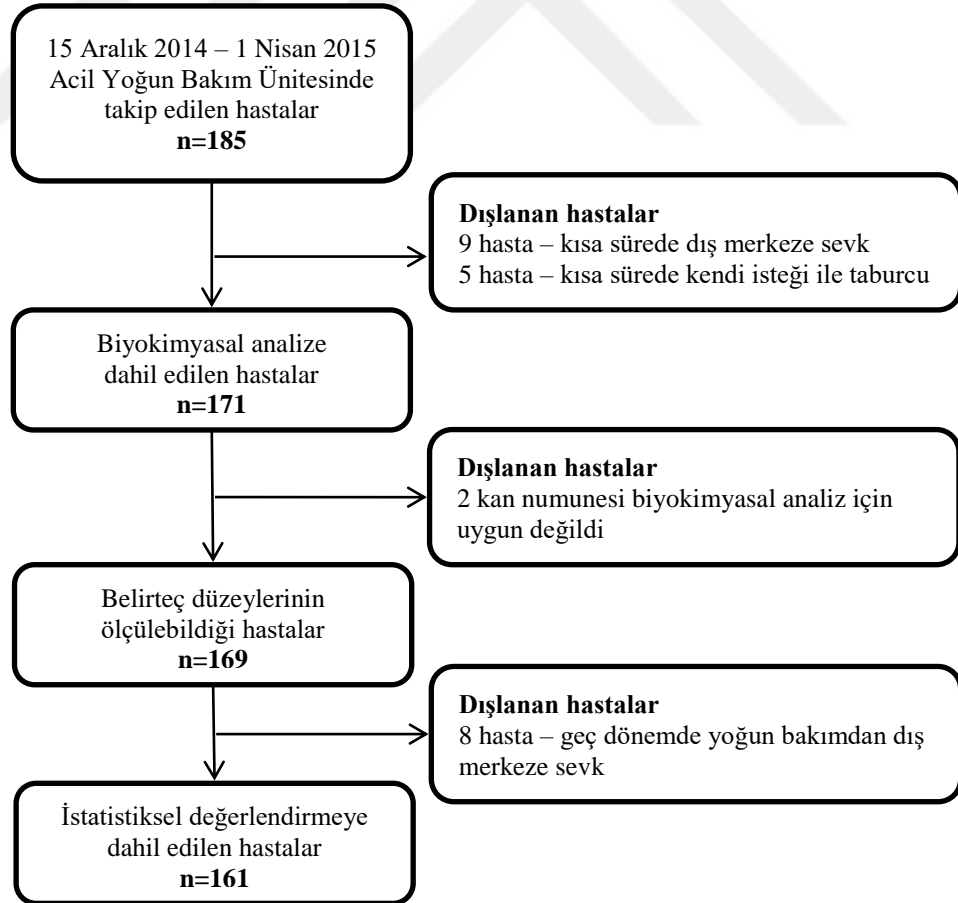 15 Aralık 2014 – 1 Nisan 2015
Acil Yoğun Bakım Ünitesinde
takip edilen hastalar
n=185
Dışlanan hastalar
9 hasta – kısa sürede dış merkeze sevk
5 hasta – kısa sürede kendi isteği ile taburcu
Biyokimyasal analize
dahil edilen hastalar
n=171
Dışlanan hastalar
2 kan numunesi biyokimyasal analiz için
uygun değildi
Belirteç düzeylerinin
ölçülebildiği hastalar
n=169
Dışlanan hastalar
8 hasta – geç dönemde yoğun bakımdan dış
merkeze sevk
İstatistiksel değerlendirmeye
dahil edilen hastalar
n=161